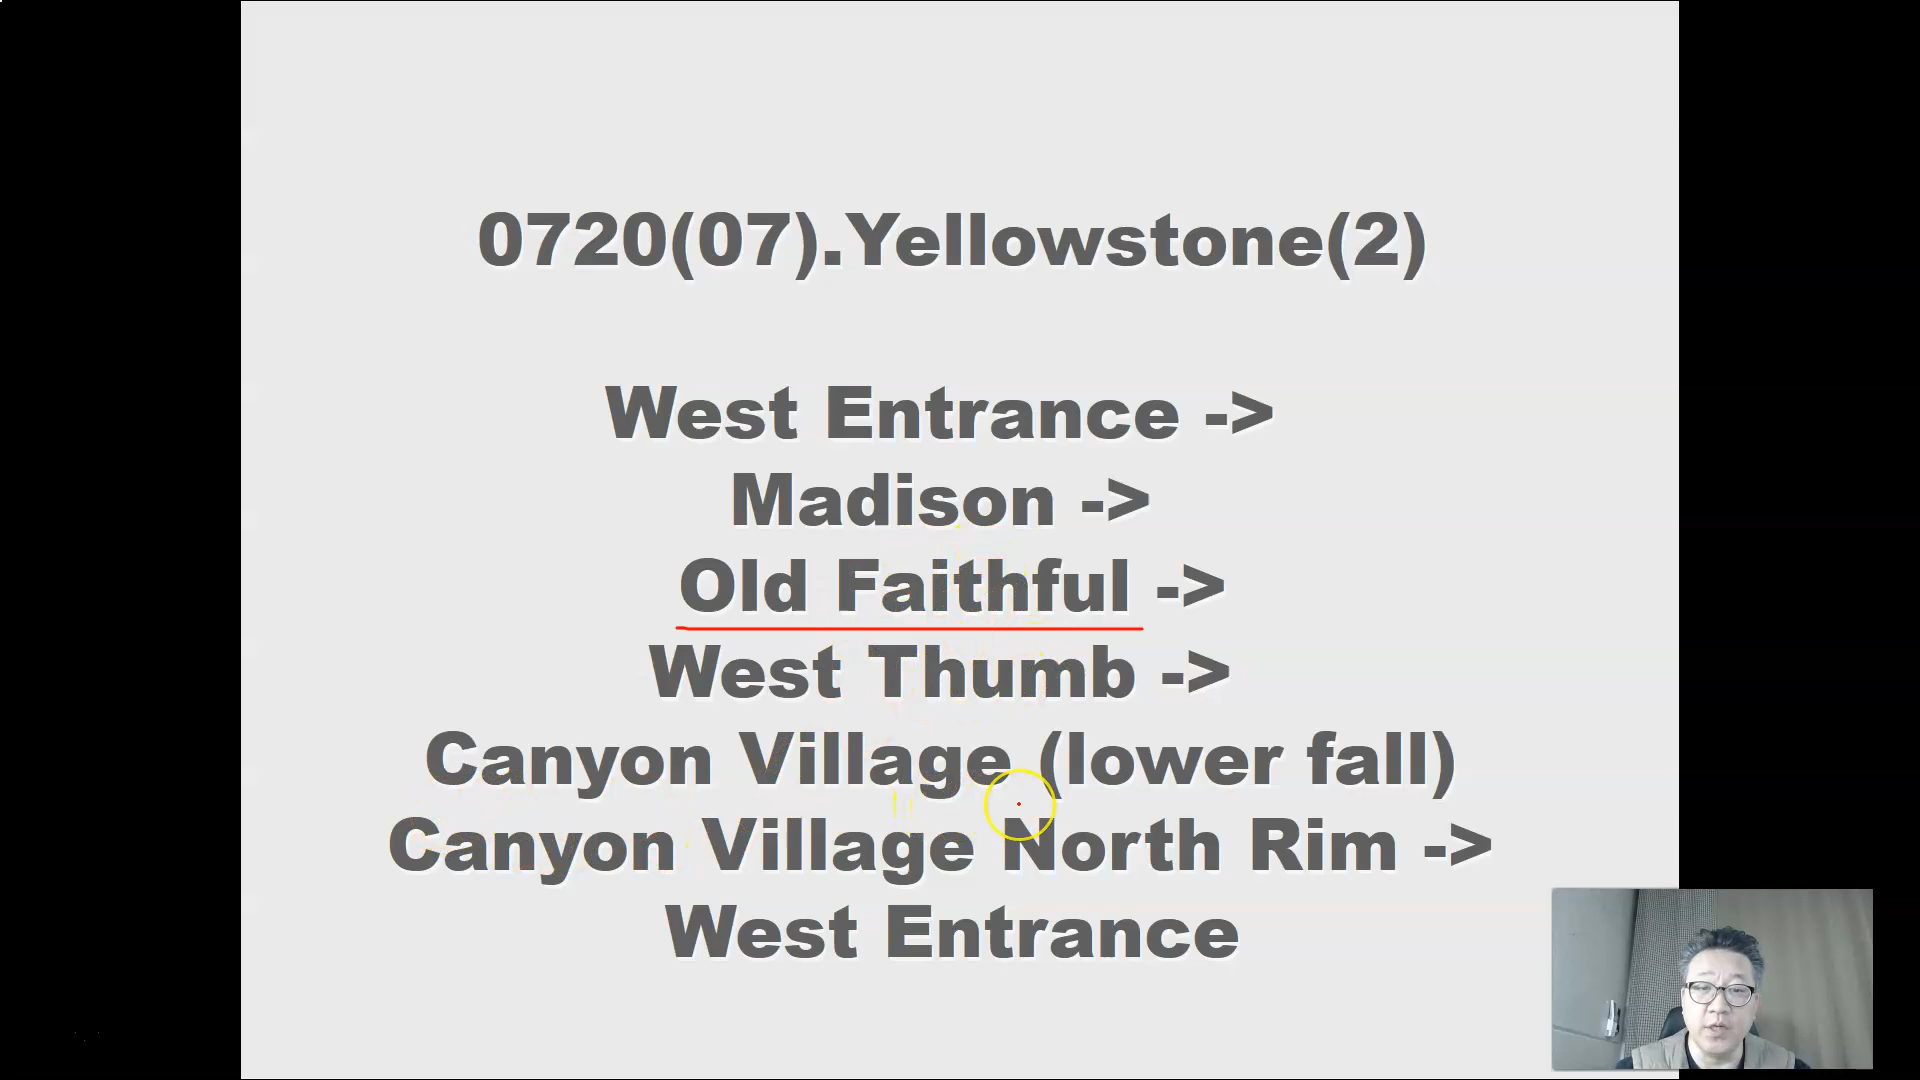 0720(07).Yellowstone(2)
West Entrance ->
Madison ->
Old Faithful ->
West Thumb ->
Canyon Village (lower fall)
Canyon Village North Rim ->
West Entrance